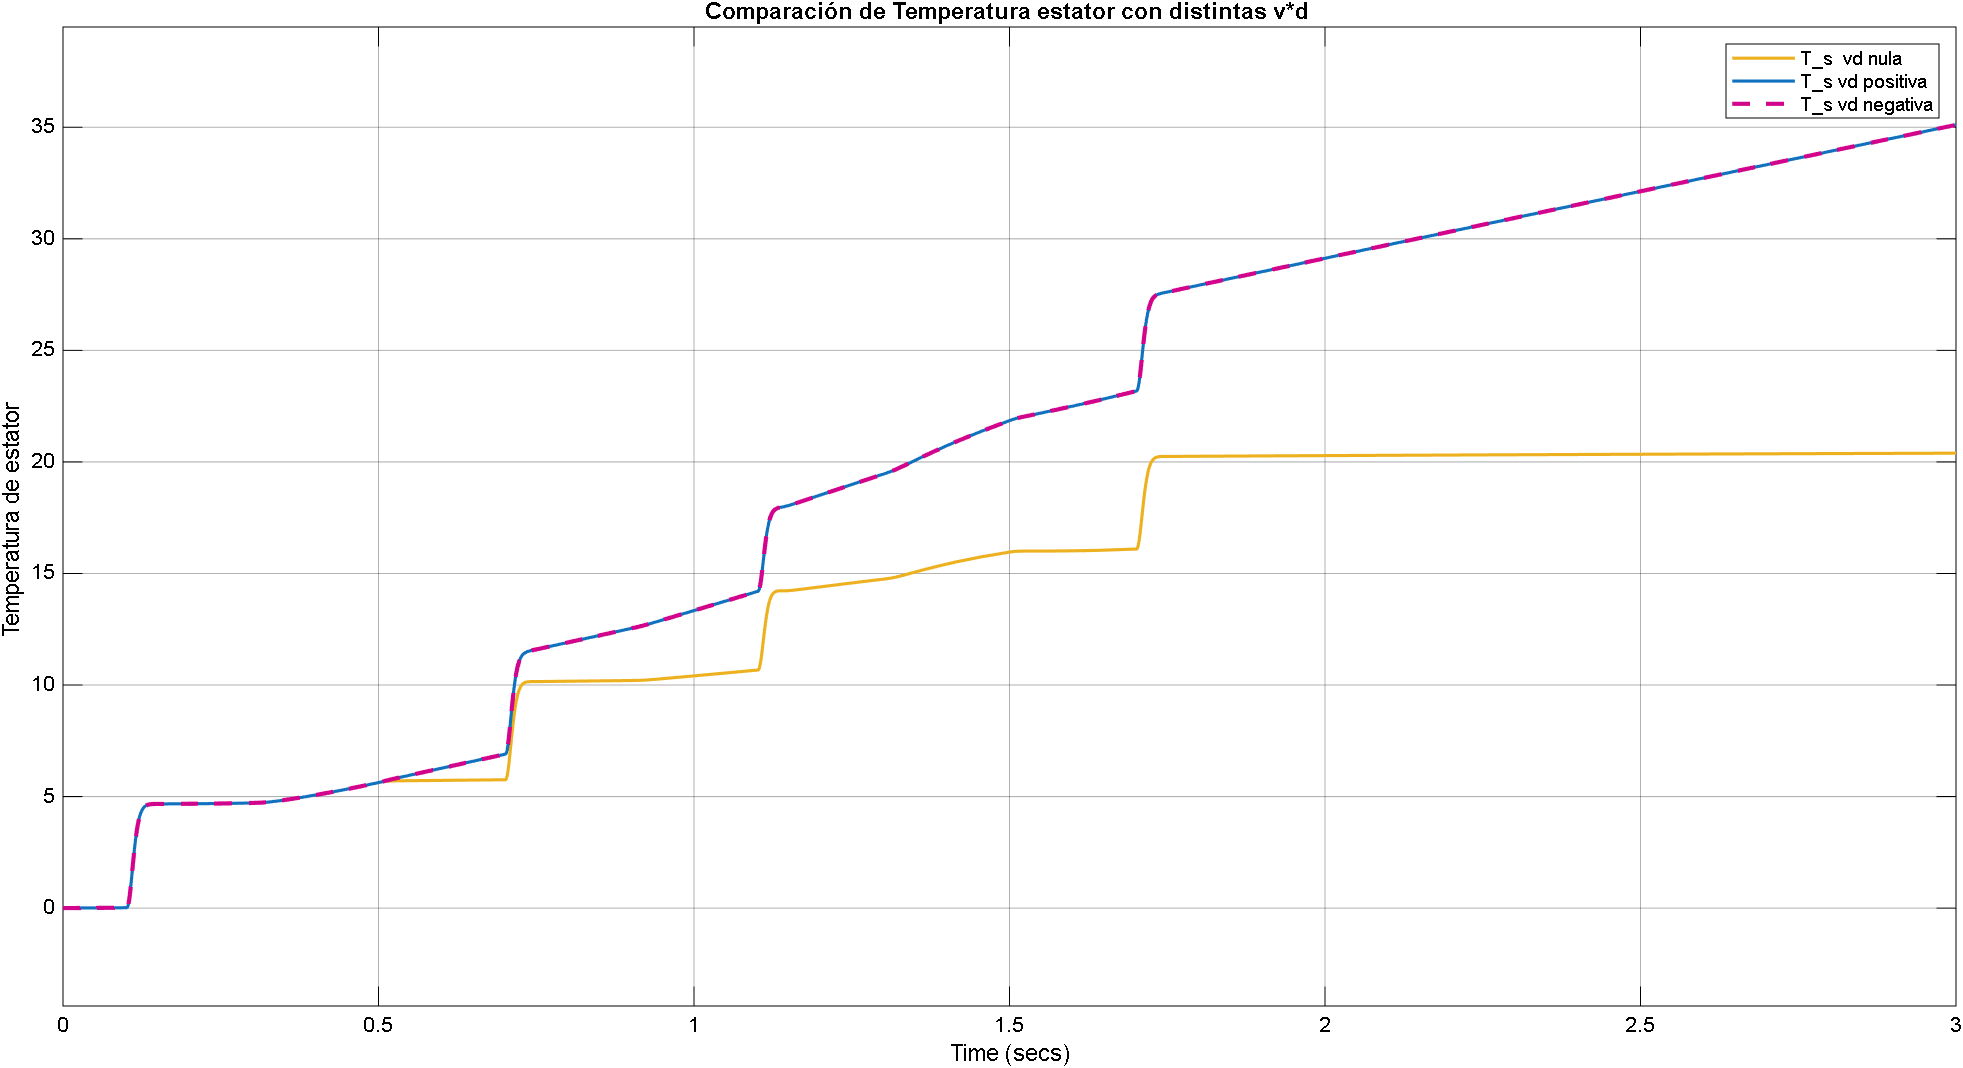 Comparación de Temperatura estator con distintas v*d
T_s  vd nula
T_s vd positiva
T_s vd negativa
35
30
25
20
15
10
5
0
Temperatura de estator
0
0.5
1
1.5
2
2.5
3
Time (secs)